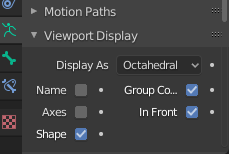 Motion Paths
Viewport Display
Display As Octahedral
Name Group Co...
Axes In Front
Shape